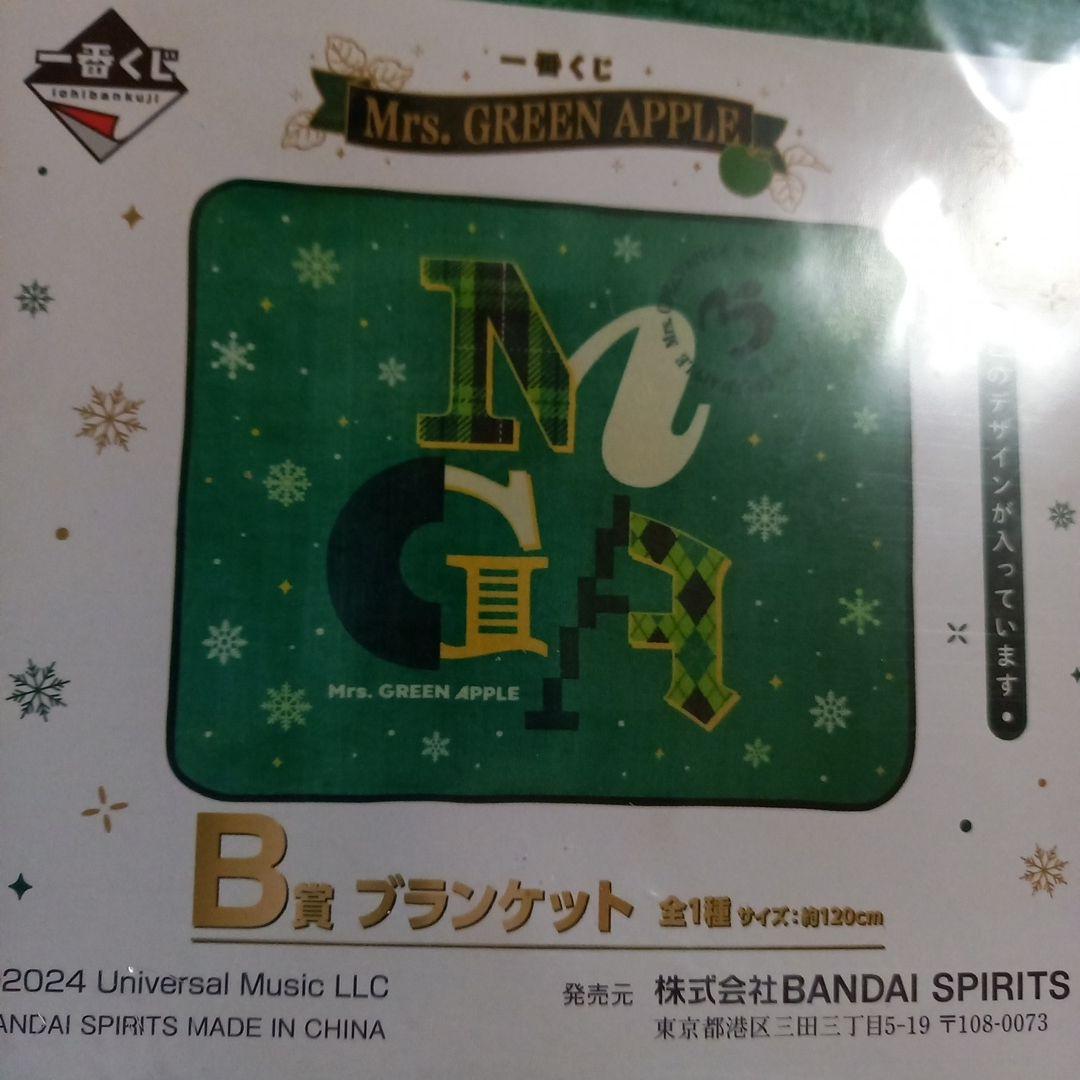 一番くじ
ichibankuji
一番くじ
Mrs. GREEN APPLE
Mrs. GREEN APPLE
のデザインが入っています
B賞 ブランケット 全1種 サイズ：約120cm
2024 Universal Music LLC
BANDAI SPIRITS MADE IN CHINA
発売元 株式会社BANDAI SPIRITS
東京都港区三田三丁目5-19 〒108-0073